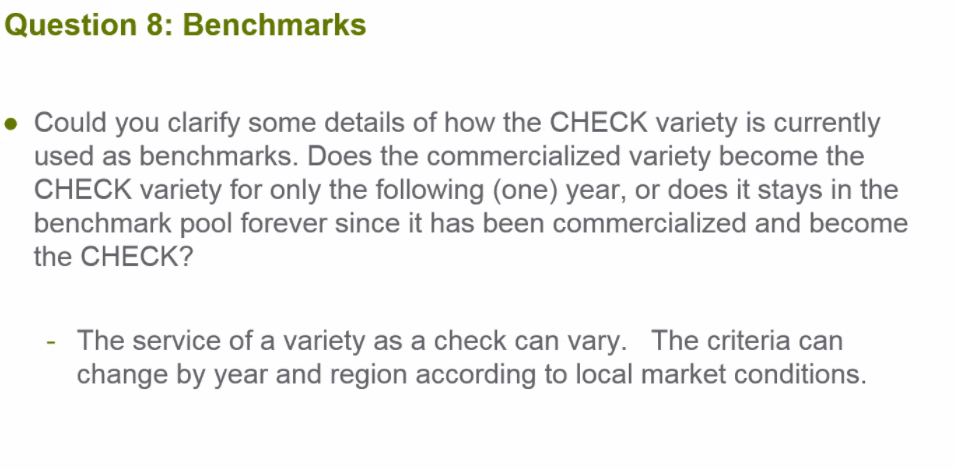 Question 8: Benchmarks
● Could you clarify some details of how the CHECK variety is currently
used as benchmarks. Does the commercialized variety become the
CHECK variety for only the following (one) year, or does it stays in the
benchmark pool forever since it has been commercialized and become
the CHECK?
- The service of a variety as a check can vary.   The criteria can
change by year and region according to local market conditions.